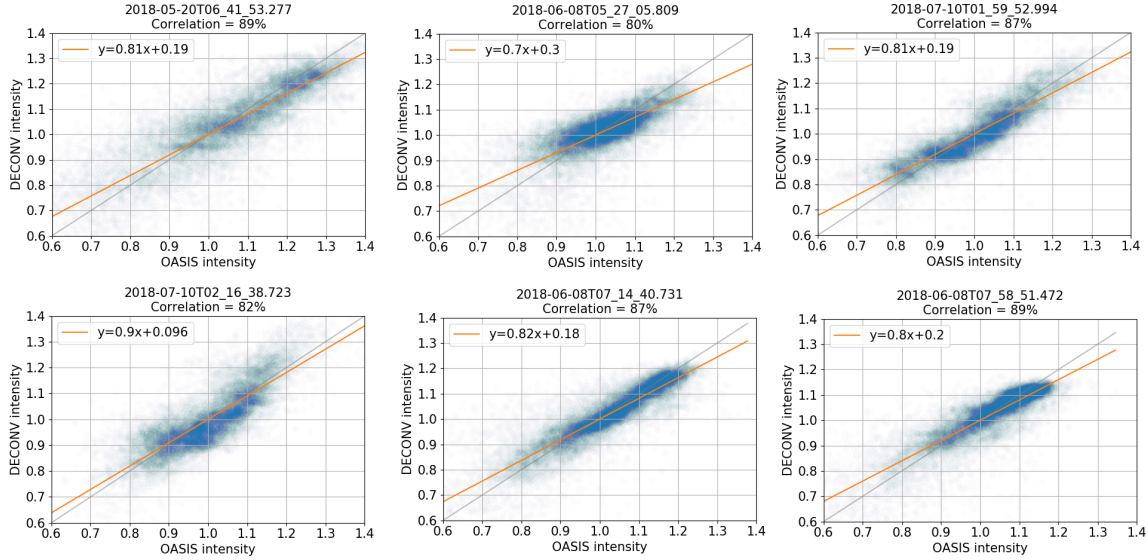 2018-05-20T06_41_53.277
Correlation = 89%
y=0.81x+0.19
1.4
1.3
1.2
1.1
1.0
0.9
0.8
0.7
0.6
DECONV intensity
0.6 0.7 0.8 0.9 1.0 1.1 1.2 1.3 1.4
OASIS intensity
2018-06-08T05_27_05.809
Correlation = 80%
y=0.7x+0.3
1.4
1.3
1.2
1.1
1.0
0.9
0.8
0.7
0.6
DECONV intensity
0.6 0.7 0.8 0.9 1.0 1.1 1.2 1.3 1.4
OASIS intensity
2018-07-10T01_59_52.994
Correlation = 87%
y=0.81x+0.19
1.4
1.3
1.2
1.1
1.0
0.9
0.8
0.7
0.6
DECONV intensity
0.6 0.7 0.8 0.9 1.0 1.1 1.2 1.3 1.4
OASIS intensity
2018-07-10T02_16_38.723
Correlation = 82%
y=0.9x+0.096
1.4
1.3
1.2
1.1
1.0
0.9
0.8
0.7
0.6
DECONV intensity
0.6 0.7 0.8 0.9 1.0 1.1 1.2 1.3 1.4
OASIS intensity
2018-06-08T07_14_40.731
Correlation = 87%
y=0.82x+0.18
1.4
1.3
1.2
1.1
1.0
0.9
0.8
0.7
0.6
DECONV intensity
0.6 0.7 0.8 0.9 1.0 1.1 1.2 1.3 1.4
OASIS intensity
2018-06-08T07_58_51.472
Correlation = 89%
y=0.8x+0.2
1.4
1.3
1.2
1.1
1.0
0.9
0.8
0.7
0.6
DECONV intensity
0.6 0.7 0.8 0.9 1.0 1.1 1.2 1.3 1.4
OASIS intensity